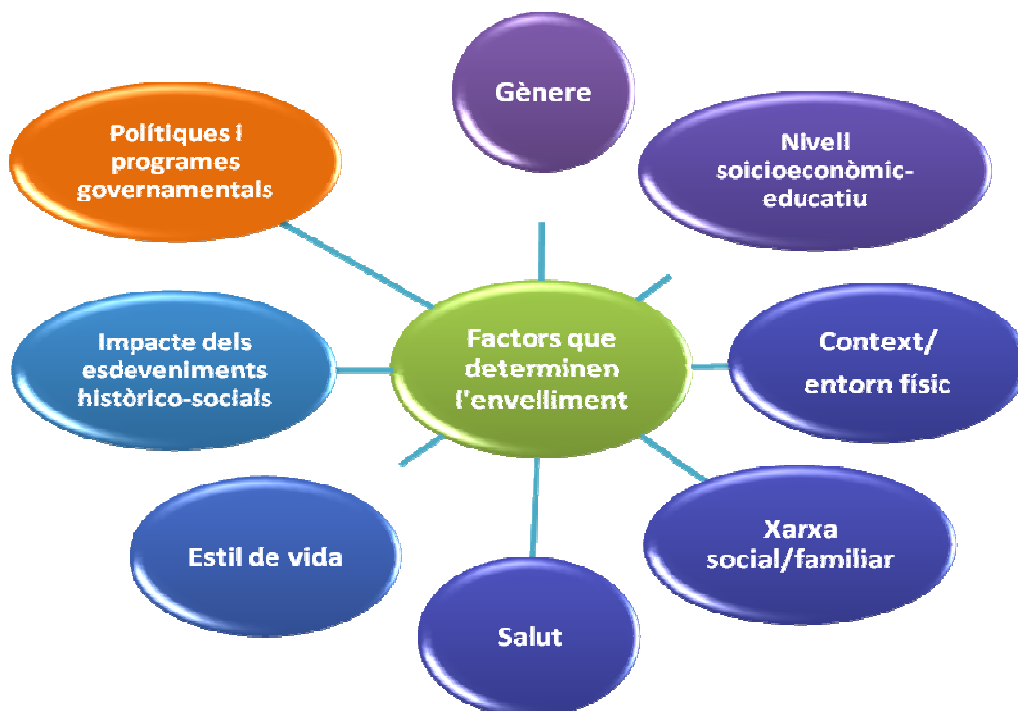 Gènere
Polítiques i
programes
governamentals
Nivell
soicioeconòmic-
educatiu
Impacte dels
esdeveniments
històrico-socials
Factors que
determinen
l'envelliment
Context/
entorn físic
Estil de vida
Xarxa
social/familiar
Salut